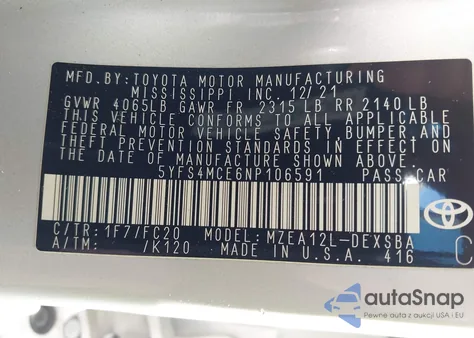 MFD.BY:TOYOTA MOTOR MANUFACTURING
MISSISSIPPI INC. 12/21
GVWR 4065LB GAWR FR 2315LB RR 2140LB
THIS VEHICLE CONFORMS TO ALL APPLICABLE
FEDERAL MOTOR VEHICLE SAFETY, BUMPER, AND
THEFT PREVENTION STANDARDS IN EFFECT ON
THE DATE OF MANUFACTURE SHOWN ABOVE.
5YFS4MCE6NP106591 PASS.CAR
C/TR:1F7/FC20 MODEL:MZEA12L-DEXSBA
A/TM: /K120 MADE IN U.S.A. 416
TOYOTA
C
autoSnap
Pewne auta z aukcji USA i EU